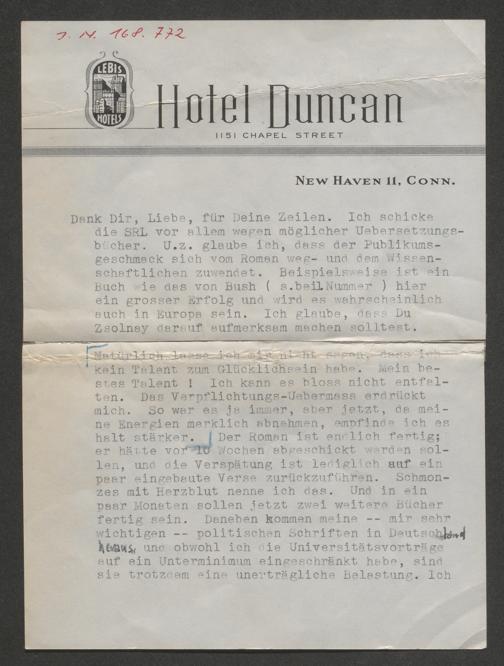 J. N. 168.772
LEBIS
HOTELS
Hotel Duncan
1151 CHAPEL STREET
NEW HAVEN 11, CONN.
Dank Dir, Liebe, für Deine Zeilen. Ich schicke
die SRL vor allem wegen möglicher Uebersetzungs-
bücher. U.z. glaube ich, dass der Publikums-
geschmack sich vom Roman weg- und dem Wissen-
schaftlichen zuwendet. Beispielsweise ist ein
Buch wie das von Bush ( s.beil.Nummer ) hier
ein grosser Erfolg und wird es wahrscheinlich
auch in Europa sein. Ich glaube, dass Du
Zsolnay darauf aufmerksam machen solltest.
Natürlich lasse ich mir nicht sagen, dass ich
kein Talent zum Glücklichsein habe. Mein be-
stes Talent ! Ich kann es bloss nicht entfal-
ten. Das Verpflichtungs-Uebermass erdrückt
mich. So war es ja immer, aber jetzt, da mei-
ne Energien merklich abnehmen, empfinde ich es
halt stärker. Der Roman ist endlich fertig;
er hätte vor 10 Wochen abgeschickt werden sol-
len, und die Verspätung ist lediglich auf ein
paar eingebaute Verse zurückzuführen. Schmon-
zes mit Herzblut nenne ich das. Und in ein
paar Monaten sollen jetzt zwei weitere Bücher
fertig sein. Daneben kommen meine -- mir sehr
wichtigen -- politischen Schriften in Deutschland
heraus, und obwohl ich die Universitätsvorträge
auf ein Unterminimum eingeschränkt habe, sind
sie trotzdem eine unerträgliche Belastung. Ich